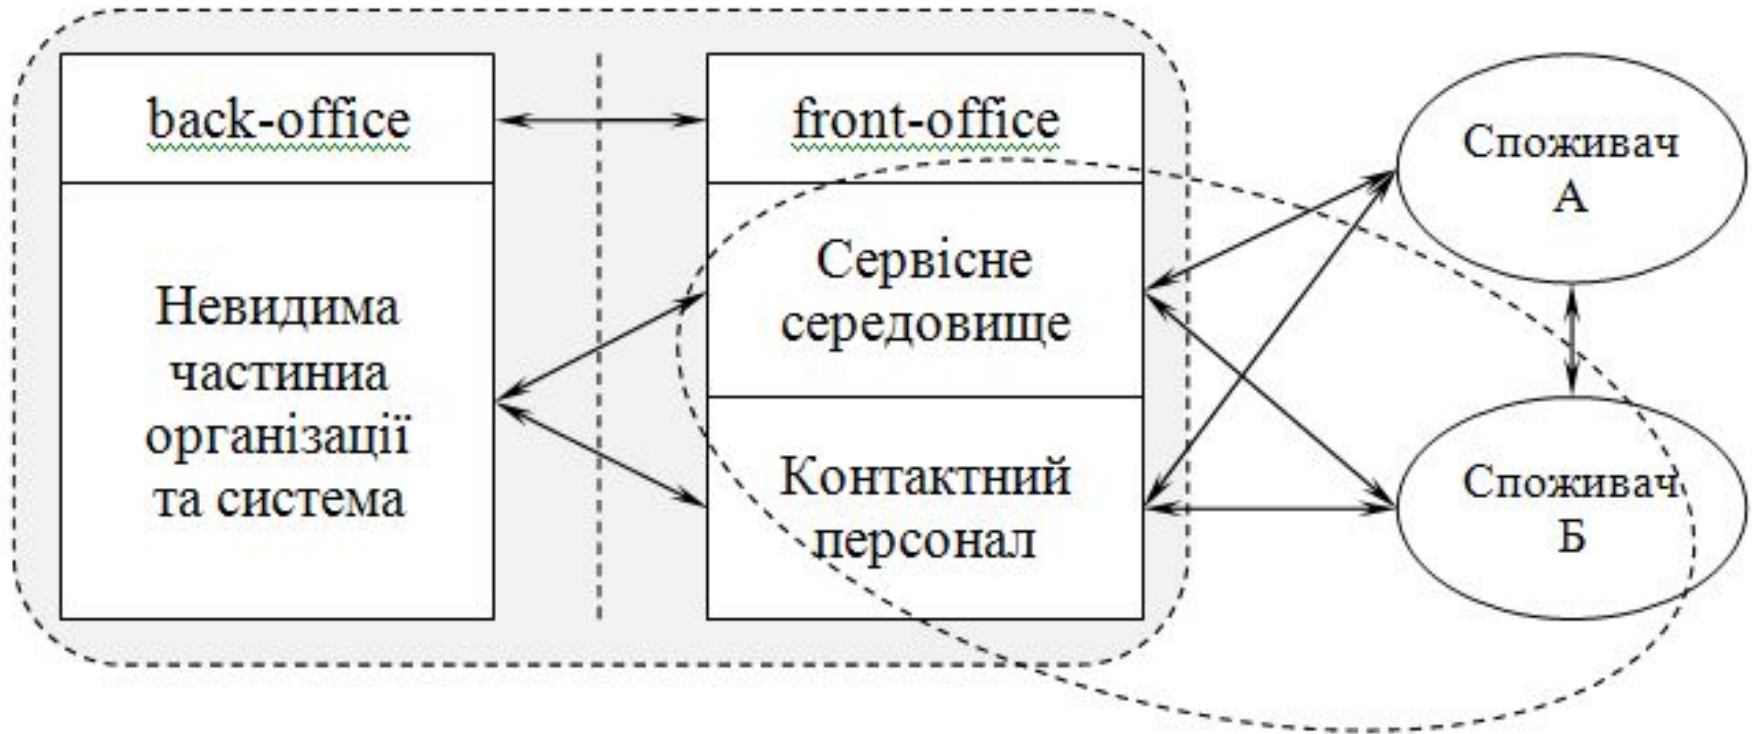 back-office
front-office
Споживач
А
Невидима
частиниа
організації
та система
Сервісне
середовище
Контактний
персонал
Споживач
Б